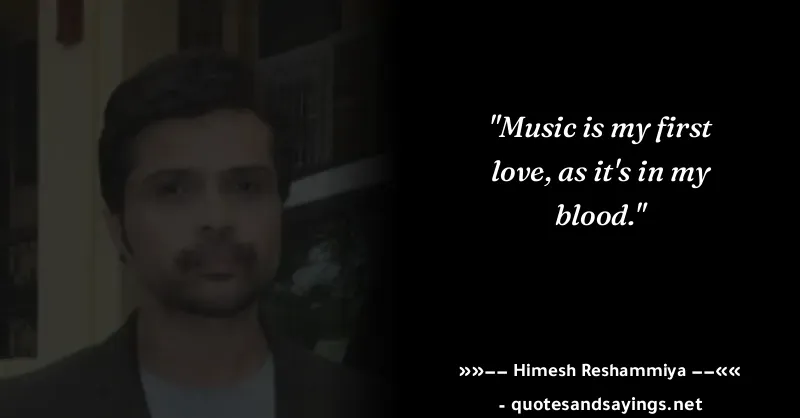 "Music is my first
love, as it's in my
blood."
»»−− Himesh Reshammiya −−««
- quotesandsayings.net